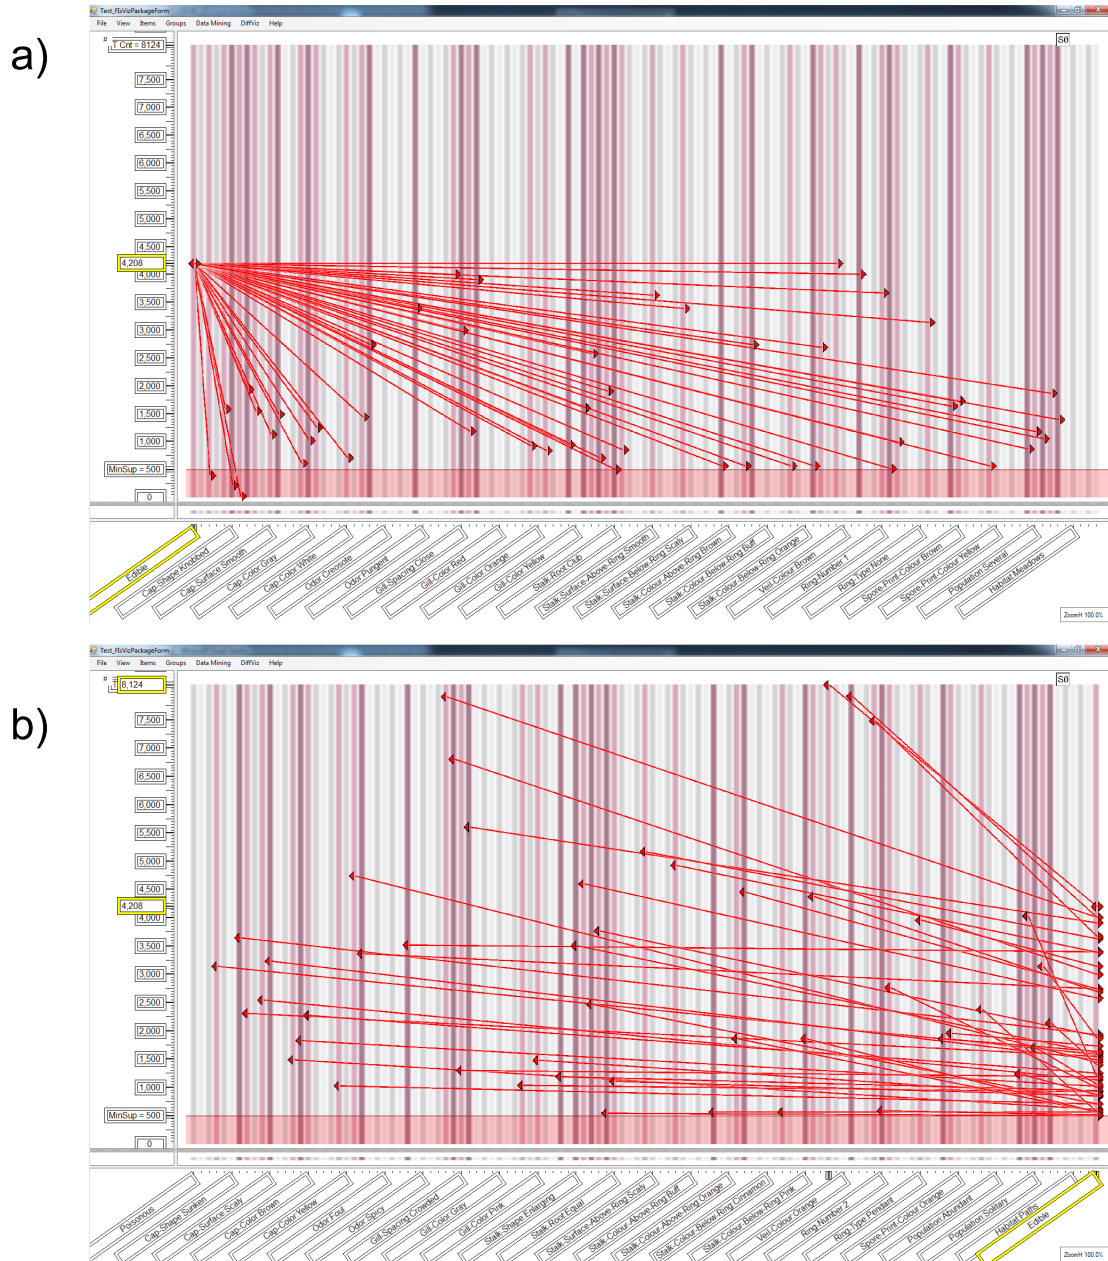 a)
Test_FIsVizPackageForm
File View Items Groups Data Mining DiffViz Help
#
T Cnt = 8124
S0
7,500
7,000
6,500
6,000
5,500
5,000
4,500
4,208
4,000
3,500
3,000
2,500
2,000
1,500
1,000
MinSup = 500
0
Edible
Cap-Shape Knobbed
Cap-Surface Smooth
Cap-Color Gray
Cap-Color White
Odor Creosote
Odor Pungent
Gill-Spacing Close
Gill-Color Red
Gill-Color Orange
Gill-Color Yellow
Stalk-Root Club
Stalk-Surface-Above-Ring Smooth
Stalk-Surface-Below-Ring Scaly
Stalk-Colour-Above-Ring Brown
Stalk-Colour-Below-Ring Buff
Stalk-Colour-Below-Ring Orange
Veil-Colour Brown
Ring-Number 1
Ring-Type None
Spore-Print-Colour Brown
Spore-Print-Colour Yellow
Population Several
Habitat Meadows
ZoomH 100.0%
b)
Test_FIsVizPackageForm
File View Items Groups Data Mining DiffViz Help
#
8,124
S0
7,500
7,000
6,500
6,000
5,500
5,000
4,500
4,208
4,000
3,500
3,000
2,500
2,000
1,500
1,000
MinSup = 500
0
Poisonous
Cap-Shape Sunken
Cap-Surface Scaly
Cap-Color Brown
Cap-Color Yellow
Odor Foul
Odor Spicy
Gill-Spacing Crowded
Gill-Color Gray
Gill-Color Pink
Stalk-Shape Enlarging
Stalk-Root Equal
Stalk-Surface-Above-Ring Scaly
Stalk-Colour-Above-Ring Buff
Stalk-Colour-Above-Ring Orange
Stalk-Colour-Below-Ring Cinnamon
Stalk-Colour-Below-Ring Pink
Veil-Colour Orange
Ring-Number 2
Ring-Type Pendant
Spore-Print-Colour Orange
Population Abundant
Population Solitary
Habitat Paths
Edible
ZoomH 100.0%